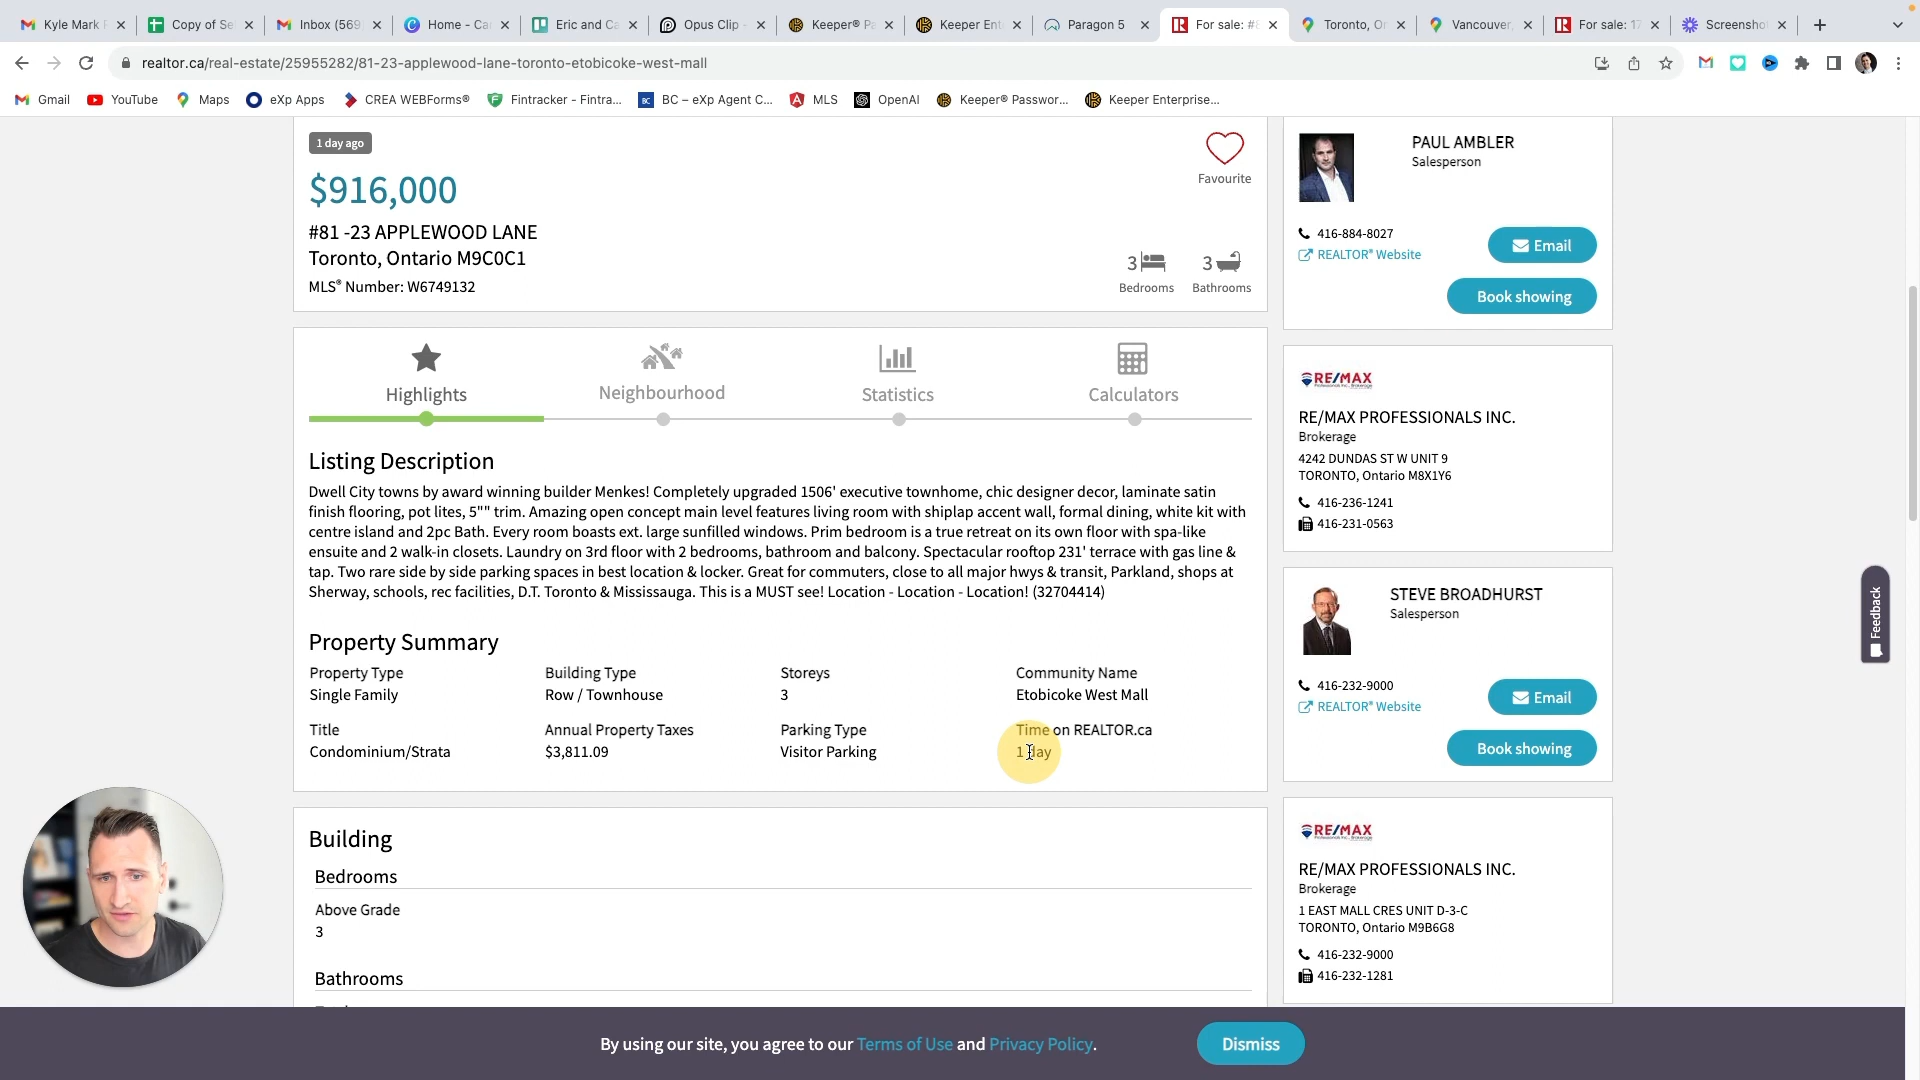 Kyle Mark
Copy of Se
Inbox (569
Home - Ca
Eric and Ca
Opus Clip -
Keeper® Pa
Keeper Ent
Paragon 5
For sale: #8
Toronto, O
Vancouver,
For sale: 17
Screensho
realtor.ca/real-estate/25955282/81-23-applewood-lane-toronto-etobicoke-west-mall
Gmail
YouTube
Maps
eXp Apps
CREA WEBForms®
Fintracker - Fintra...
BC – eXp Agent C...
MLS
OpenAI
Keeper® Passwor...
Keeper Enterprise...
1 day ago
$916,000
Favourite
#81 -23 APPLEWOOD LANE
Toronto, Ontario M9C0C1
MLS® Number: W6749132
3
Bedrooms
3
Bathrooms
Highlights
Neighbourhood
Statistics
Calculators
Listing Description
Dwell City towns by award winning builder Menkes! Completely upgraded 1506' executive townhome, chic designer decor, laminate satin
finish flooring, pot lites, 5"" trim. Amazing open concept main level features living room with shiplap accent wall, formal dining, white kit with
centre island and 2pc Bath. Every room boasts ext. large sunfilled windows. Prim bedroom is a true retreat on its own floor with spa-like
ensuite and 2 walk-in closets. Laundry on 3rd floor with 2 bedrooms, bathroom and balcony. Spectacular rooftop 231' terrace with gas line &
tap. Two rare side by side parking spaces in best location & locker. Great for commuters, close to all major hwys & transit, Parkland, shops at
Sherway, schools, rec facilities, D.T. Toronto & Mississauga. This is a MUST see! Location - Location - Location! (32704414)
Property Summary
Property Type
Single Family
Building Type
Row / Townhouse
Storeys
3
Community Name
Etobicoke West Mall
Title
Condominium/Strata
Annual Property Taxes
$3,811.09
Parking Type
Visitor Parking
Time on REALTOR.ca
1 day
Building
Bedrooms
Above Grade
3
Bathrooms
PAUL AMBLER
Salesperson
416-884-8027
REALTOR® Website
Email
Book showing
RE/MAX
RE/MAX PROFESSIONALS INC.
Brokerage
4242 DUNDAS ST W UNIT 9
TORONTO, Ontario M8X1Y6
416-236-1241
416-231-0563
STEVE BROADHURST
Salesperson
416-232-9000
REALTOR® Website
Email
Book showing
RE/MAX
RE/MAX PROFESSIONALS INC.
Brokerage
1 EAST MALL CRES UNIT D-3-C
TORONTO, Ontario M9B6G8
416-232-9000
416-232-1281
Feedback
By using our site, you agree to our Terms of Use and Privacy Policy.
Dismiss